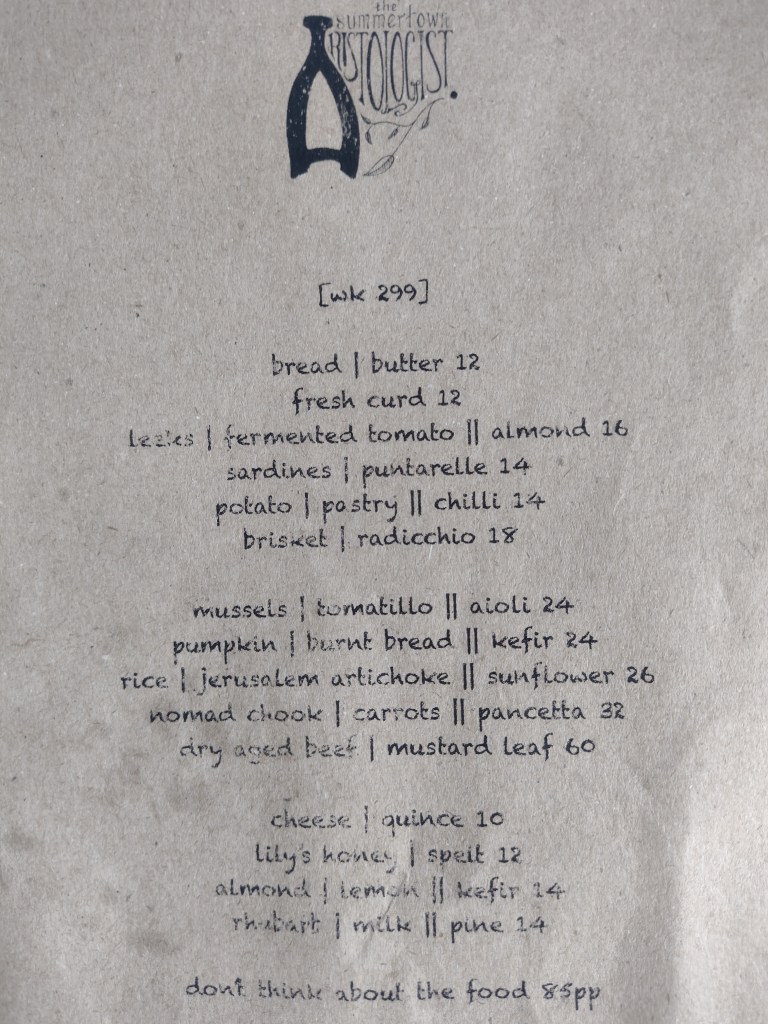 the
summertown
ARISTOLOGIST.
[wk 299]
bread | butter 12
fresh curd 12
leeks | fermented tomato || almond 16
sardines | puntarelle 14
potato | pastry || chilli 14
brisket | radicchio 18
mussels | tomatillo || aioli 24
pumpkin | burnt bread || kefir 24
rice | jerusalem artichoke || sunflower 26
nomad chook | carrots || pancetta 32
dry aged beef | mustard leaf 60
cheese | quince 10
lily's honey | spelt 12
almond | lemon || kefir 14
rhubarb | milk || pine 14
don't think about the food 85pp